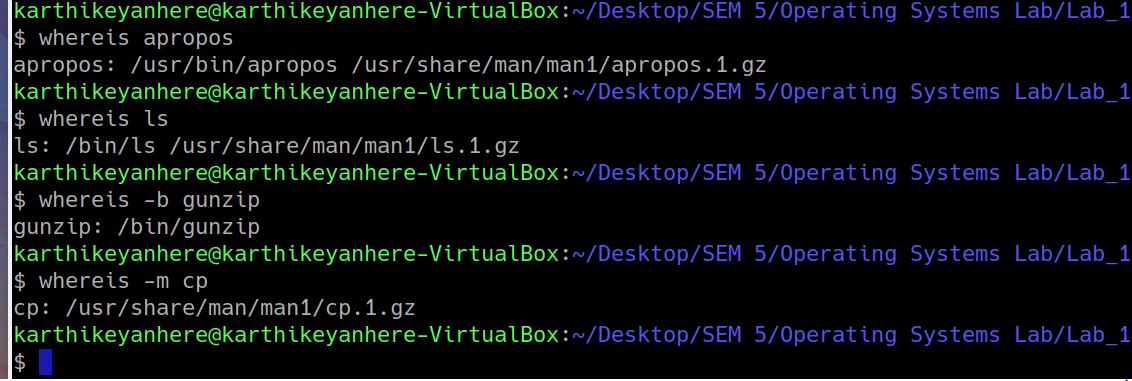 karthikeyanhere@karthikeyanhere-VirtualBox:~/Desktop/SEM 5/Operating Systems Lab/Lab_1
$ whereis apropos
apropos: /usr/bin/apropos /usr/share/man/man1/apropos.1.gz
karthikeyanhere@karthikeyanhere-VirtualBox:~/Desktop/SEM 5/Operating Systems Lab/Lab_1
$ whereis ls
ls: /bin/ls /usr/share/man/man1/ls.1.gz
karthikeyanhere@karthikeyanhere-VirtualBox:~/Desktop/SEM 5/Operating Systems Lab/Lab_1
$ whereis -b gunzip
gunzip: /bin/gunzip
karthikeyanhere@karthikeyanhere-VirtualBox:~/Desktop/SEM 5/Operating Systems Lab/Lab_1
$ whereis -m cp
cp: /usr/share/man/man1/cp.1.gz
karthikeyanhere@karthikeyanhere-VirtualBox:~/Desktop/SEM 5/Operating Systems Lab/Lab_1
$